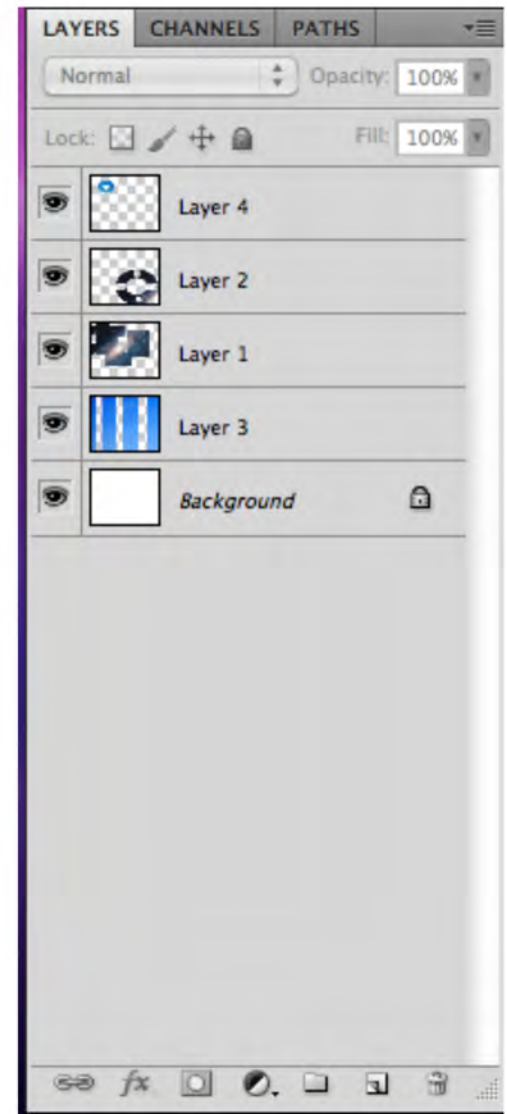 LAYERS CHANNELS PATHS
Normal Opacity: 100%
Lock: Fill: 100%
Layer 4
Layer 2
Layer 1
Layer 3
Background
fx